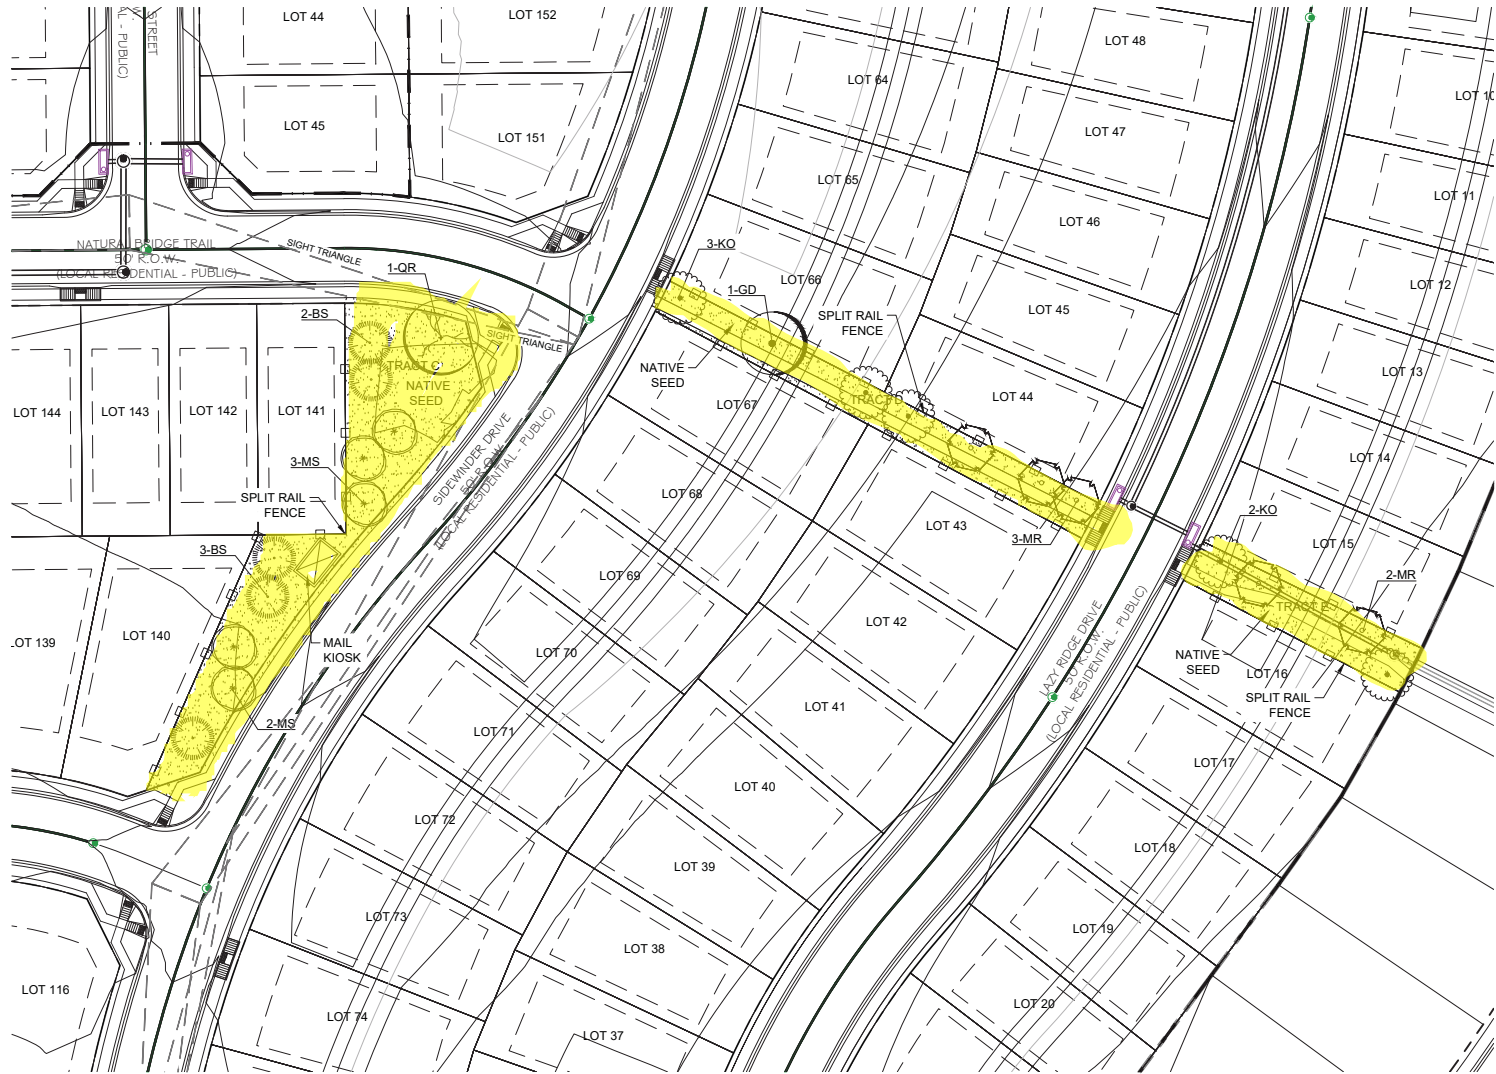 LOT 44
LOT 152
STREET
- PUBLIC)
LOT 45
LOT 151
LOT 64
LOT 48
LOT 47
LOT 65
LOT 46
LOT 11
NATURAL BRIDGE TRAIL
50' R.O.W.
(LOCAL RESIDENTIAL - PUBLIC)
SIGHT TRIANGLE
1-QR
3-KO
LOT 66
1-GD
SPLIT RAIL
FENCE
LOT 45
LOT 12
2-BS
SIGHT TRIANGLE
TRACT C
NATIVE
SEED
NATIVE
SEED
LOT 67
TRACT D
LOT 44
LOT 13
LOT 144
LOT 143
LOT 142
LOT 141
SIDEWINDER DRIVE
50' R.O.W.
(LOCAL RESIDENTIAL - PUBLIC)
3-MS
SPLIT RAIL
FENCE
LOT 68
LOT 14
LOT 43
3-MR
2-KO
LOT 15
3-BS
LOT 69
2-MR
TRACT E
LOT 140
MAIL
KIOSK
LOT 42
LOT 70
LAZY RIDGE DRIVE
50' R.O.W.
(LOCAL RESIDENTIAL - PUBLIC)
NATIVE
SEED
LOT 16
SPLIT RAIL
FENCE
2-MS
LOT 71
LOT 41
LOT 17
LOT 40
LOT 72
LOT 18
LOT 39
LOT 73
LOT 19
LOT 38
LOT 116
LOT 20
LOT 74
LOT 37